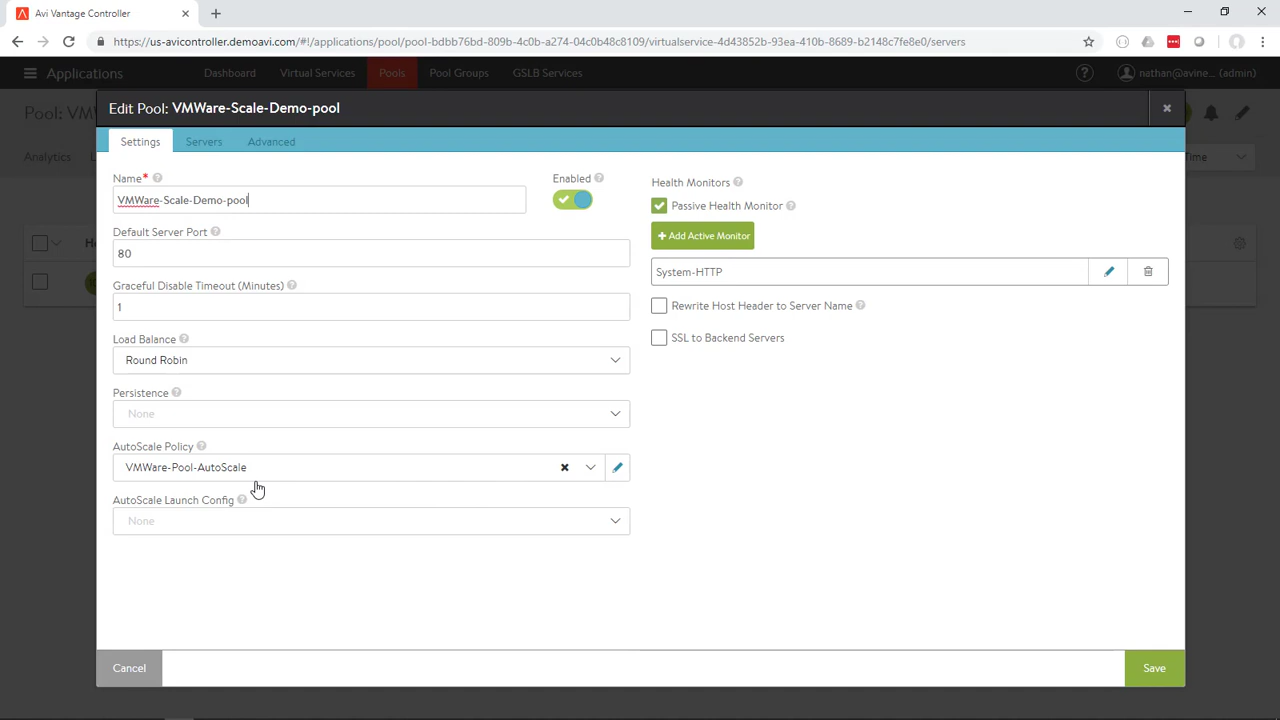 Avi Vantage Controller
https://us-avicontroller.demoavi.com/#!/applications/pool/pool-bdbb76bd-809b-4c0b-a274-04c0b48c8109/virtualservice-4d43852b-93ea-410b-8689-b2148c7fe8e0/servers
Applications
Dashboard
Virtual Services
Pools
Pool Groups
GSLB Services
nathan@avine... (admin)
Pool: VM
Edit Pool: VMWare-Scale-Demo-pool
Analytics
Settings
Servers
Advanced
Name*
VMWare-Scale-Demo-pool
Enabled
Default Server Port
80
Graceful Disable Timeout (Minutes)
1
Load Balance
Round Robin
Persistence
None
AutoScale Policy
VMWare-Pool-AutoScale
AutoScale Launch Config
None
Health Monitors
Passive Health Monitor
+ Add Active Monitor
System-HTTP
Rewrite Host Header to Server Name
SSL to Backend Servers
Cancel
Save